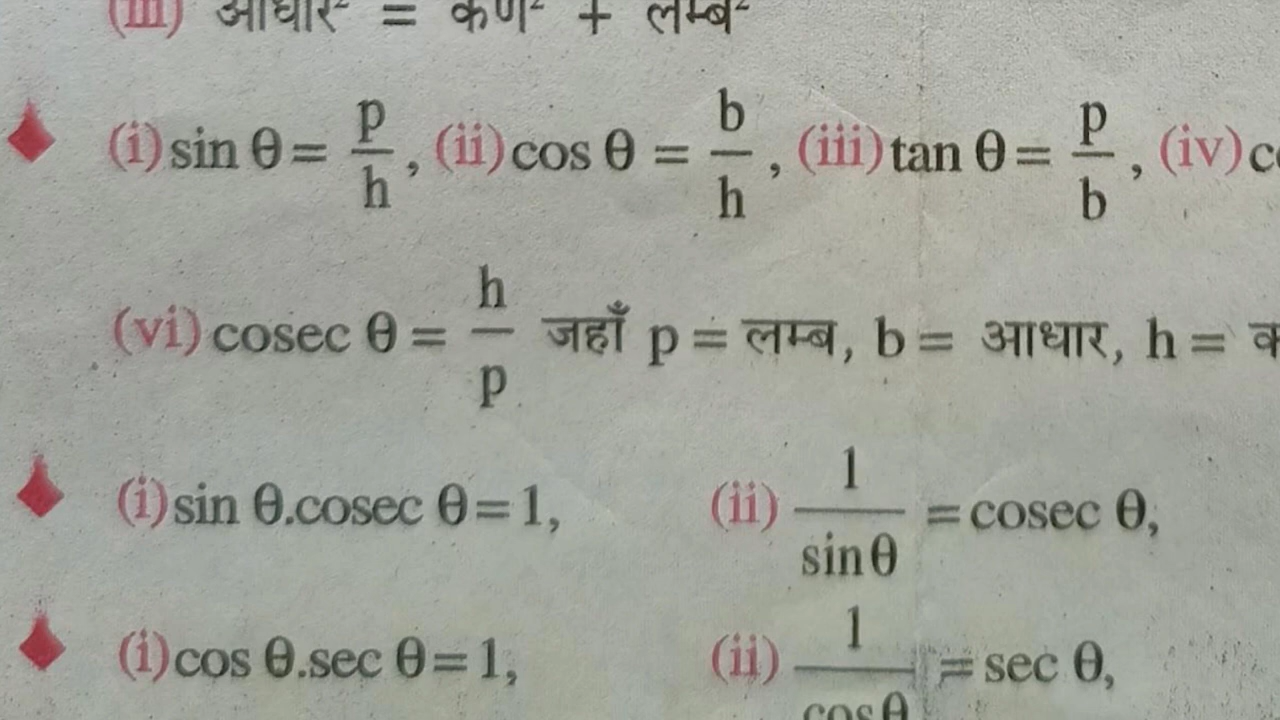 (iii) आधार² = कर्ण² + लम्ब²
(i) sin θ = p/h, (ii) cos θ = b/h, (iii) tan θ = p/b, (iv)
(vi) cosec θ = h/p जहाँ p = लम्ब, b = आधार, h =
(i) sin θ.cosec θ = 1, (ii) 1/sin θ = cosec θ,
(i) cos θ.sec θ = 1, (ii) 1/cos θ = sec θ,